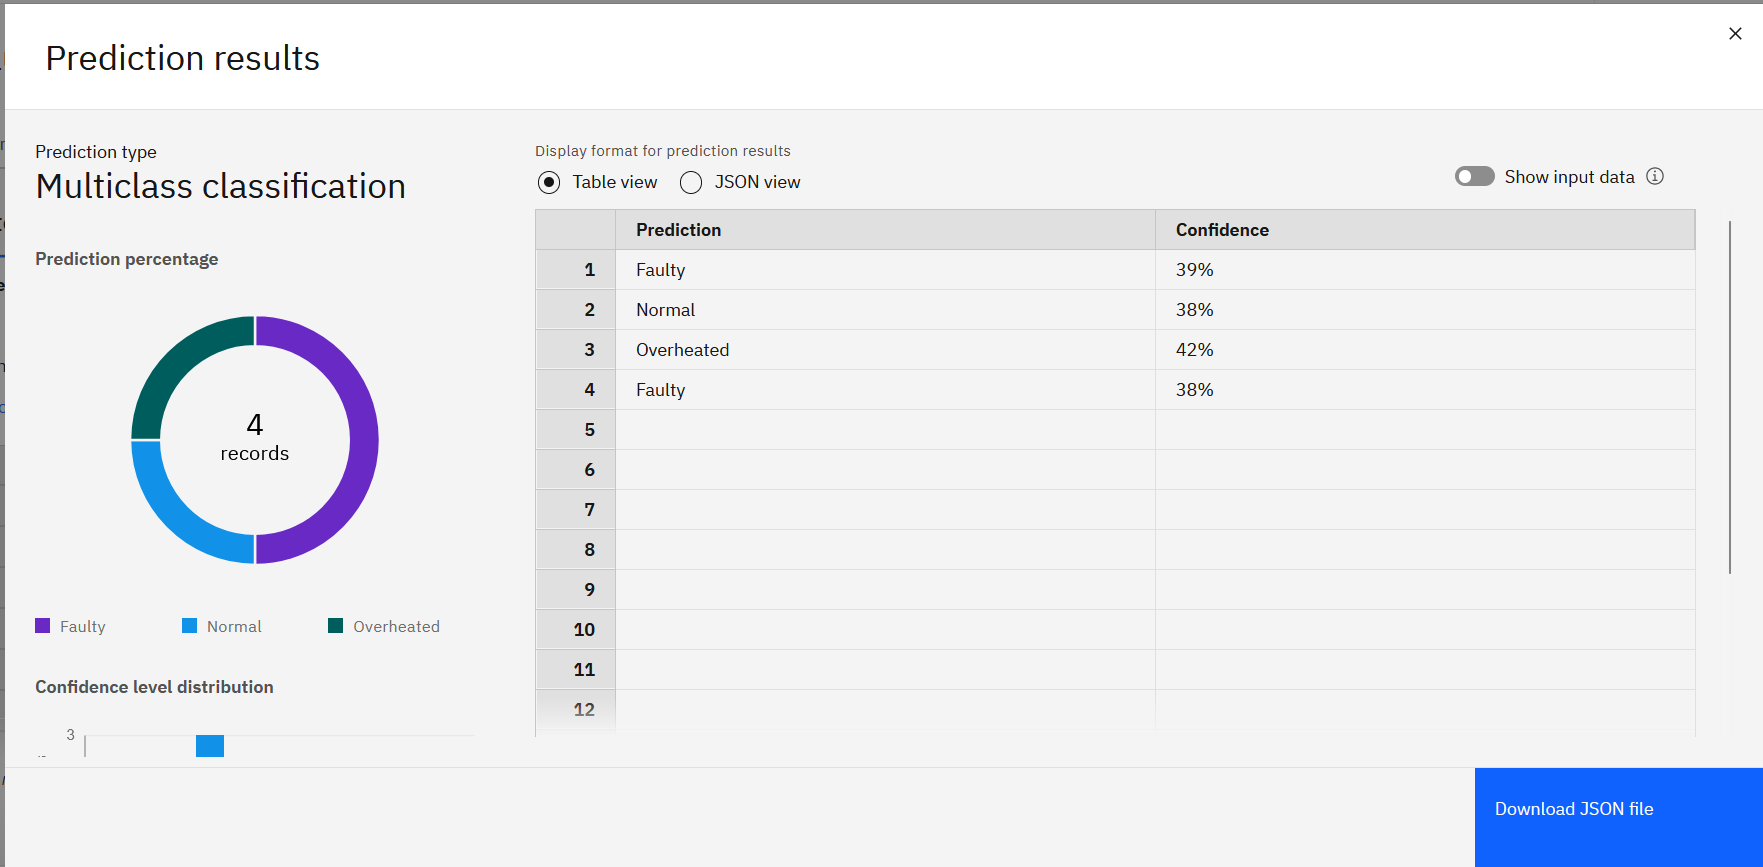 Prediction results
Prediction type
Multiclass classification
Prediction percentage
4
records
Faulty
Normal
Overheated
Confidence level distribution
3
Display format for prediction results
Table view
JSON view
Show input data
Prediction Confidence
1 Faulty 39%
2 Normal 38%
3 Overheated 42%
4 Faulty 38%
5
6
7
8
9
10
11
12
Download JSON file